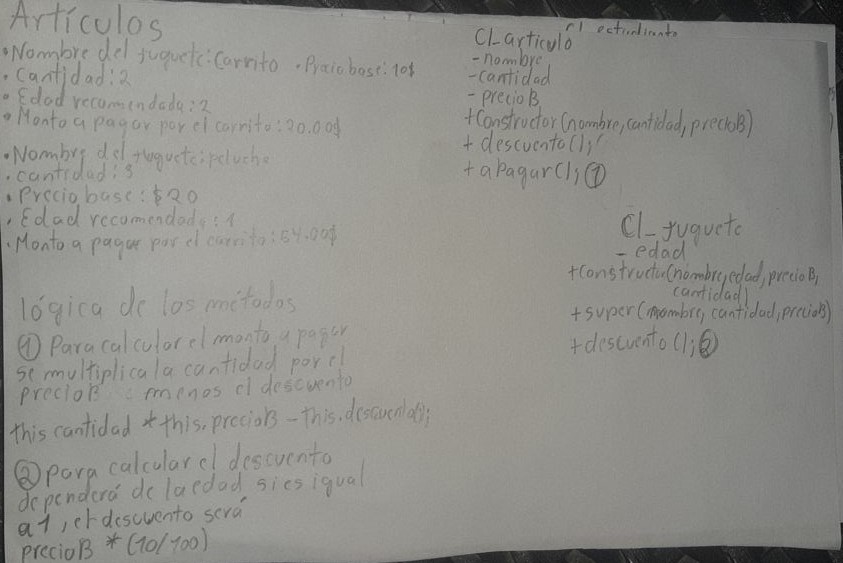 Artículos
•Nombre del juguete: Carrito •Precio base: 10$
•Cantidad: 2
•Edad recomendada: 2
•Monto a pagar por el carrito: 20.00$
•Nombre del juguete: peluche
•cantidad: 3
•Precio base: $20
•Edad recomendada: 1
•Monto a pagar por el carrito: 54.00$
lógica de los métodos
① Para calcular el monto a pagar
se multiplica la cantidad por el
precioB : menos el descuento
this cantidad * this.precioB - this.descuento();
② para calcular el descuento
dependerá de la edad si es igual
a 1, el descuento será
precioB * (10/100)
el estudiante
Cl_articulo
-nombre
-cantidad
-precioB
+Constructor(nombre, cantidad, precioB)
+ descuento();
+ aPagar(); ①
Cl_juguete
- edad
+Constructor(nombre, edad, precioB,
cantidad)
+super(nombre, cantidad, precioB)
+descuento(); ②